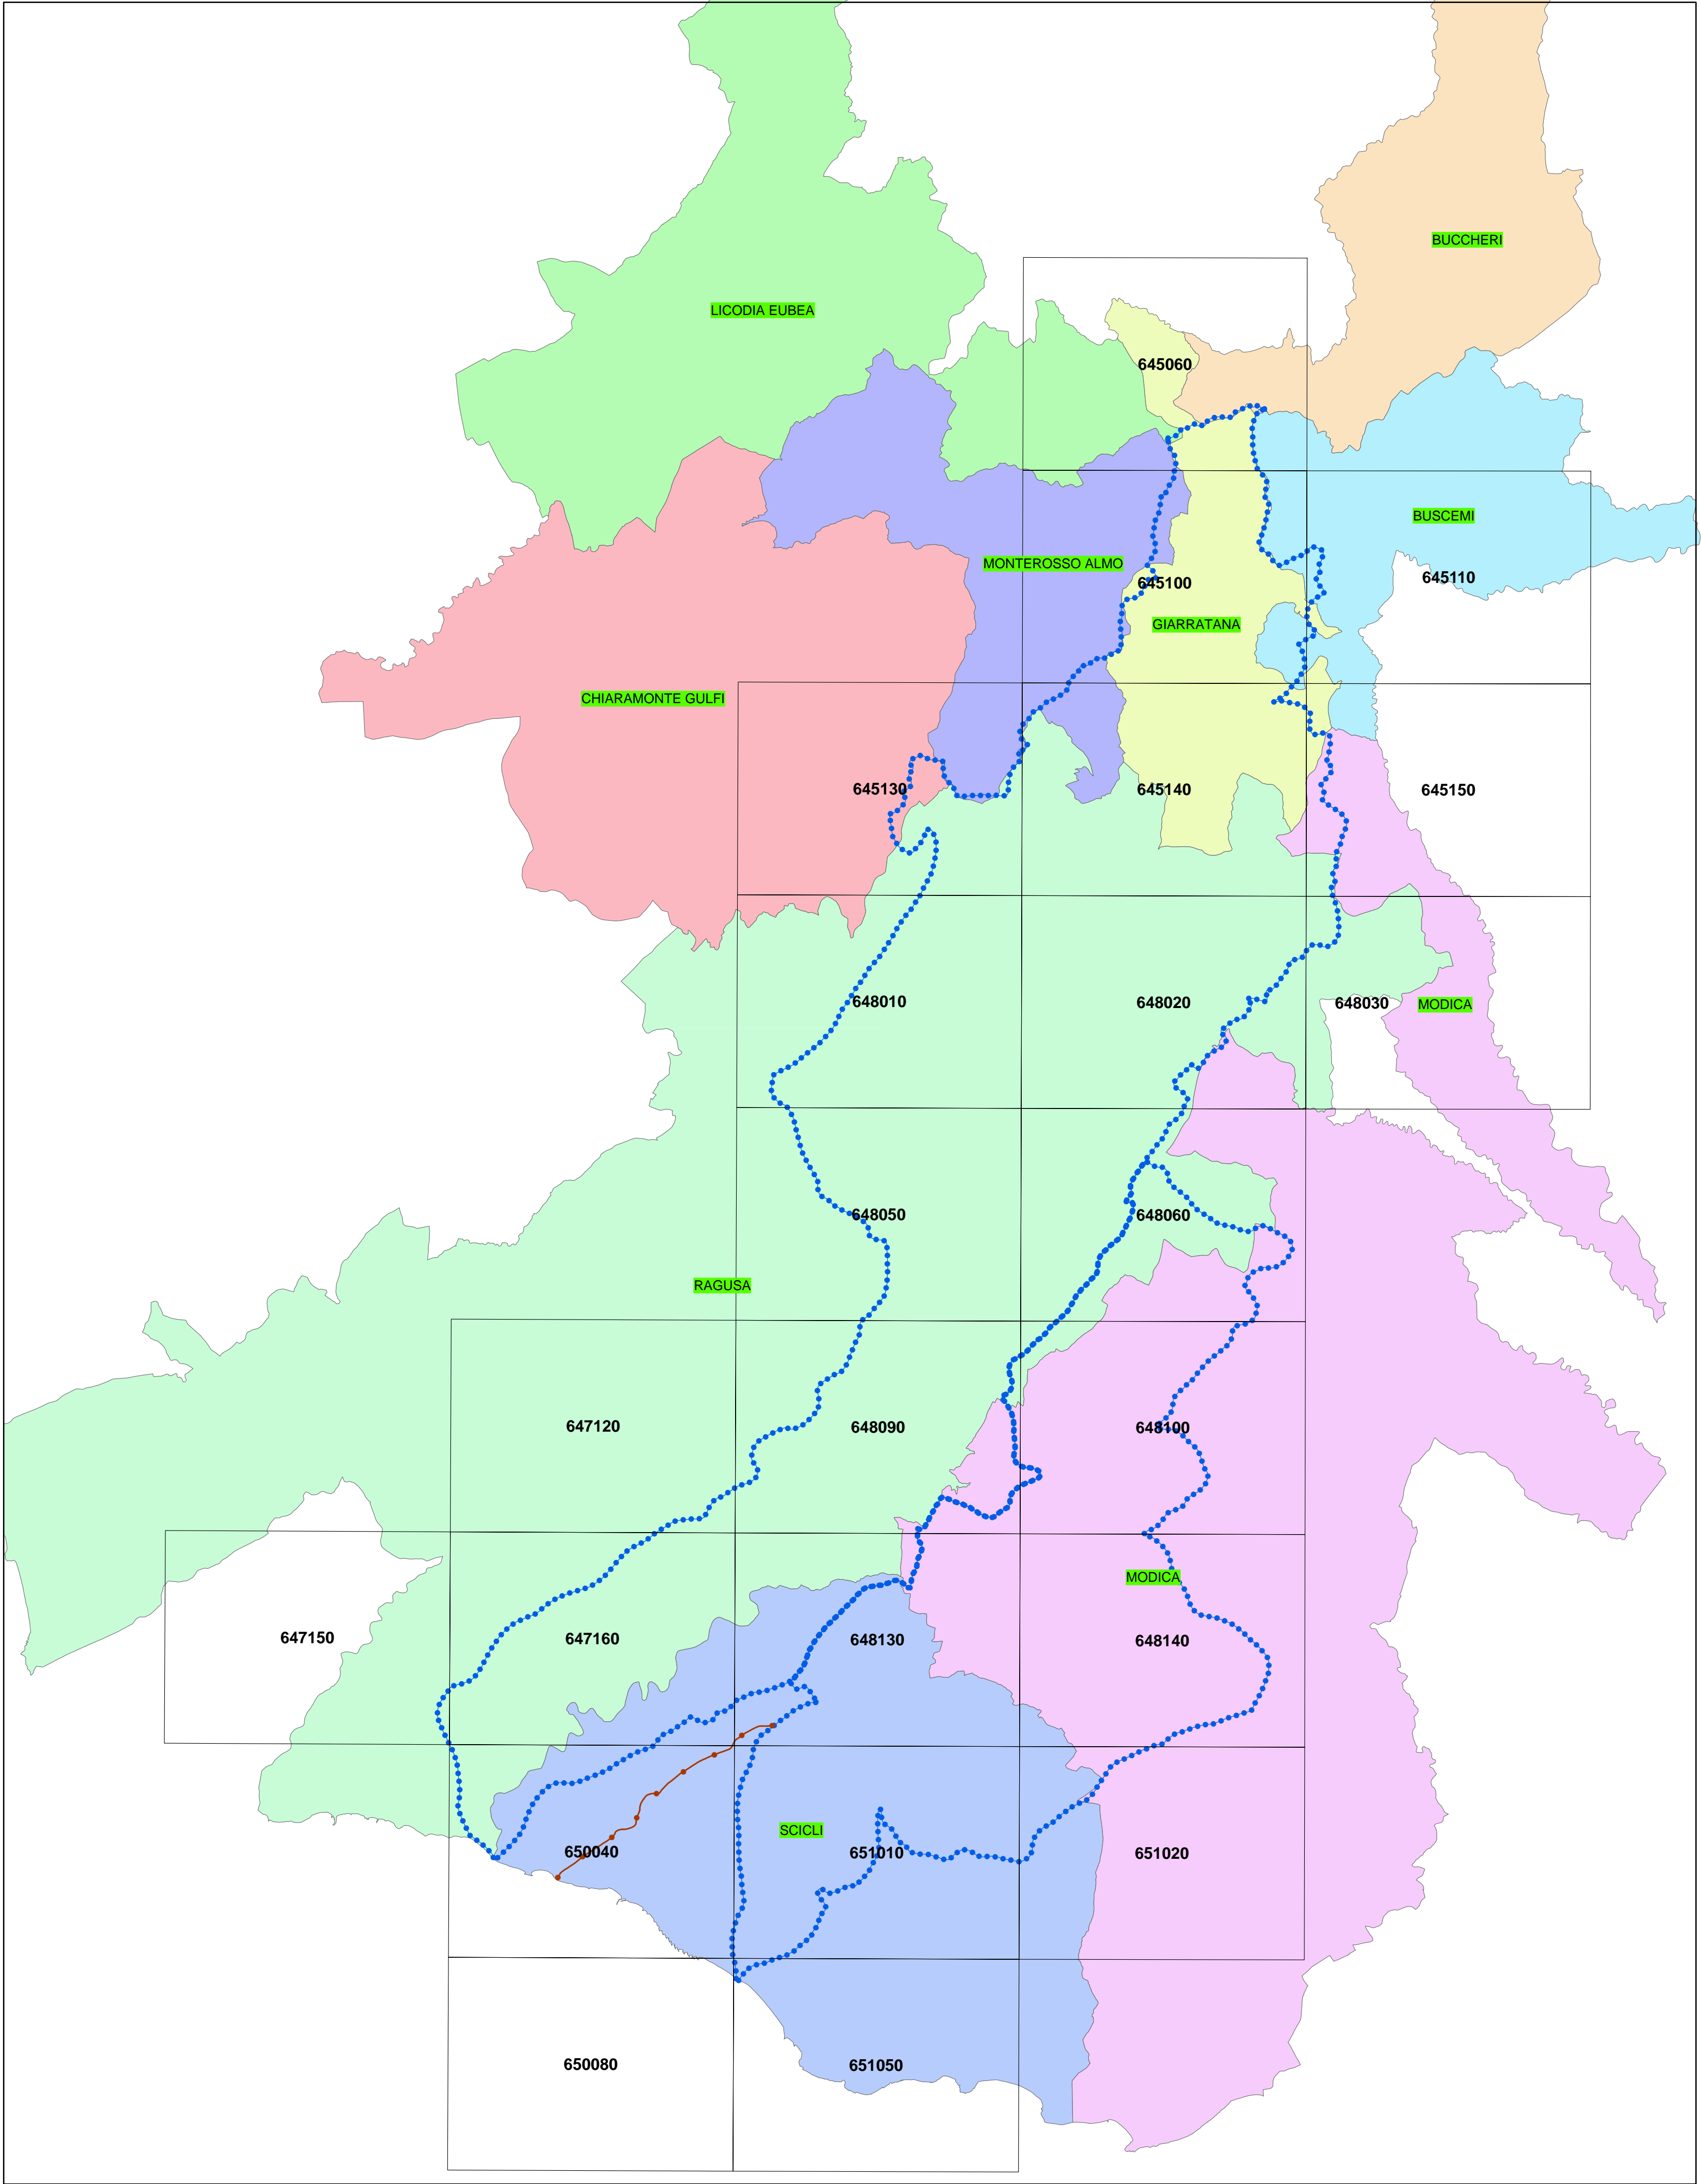 BUCCHERI
LICODIA EUBEA
645060
BUSCEMI
MONTEROSSO ALMO
645100
645110
GIARRATANA
CHIARAMONTE GULFI
645130
645140
645150
648010
648020
648030
MODICA
648050
648060
RAGUSA
647120
648090
648100
MODICA
647150
647160
648130
648140
SCICLI
650040
651010
651020
650080
651050